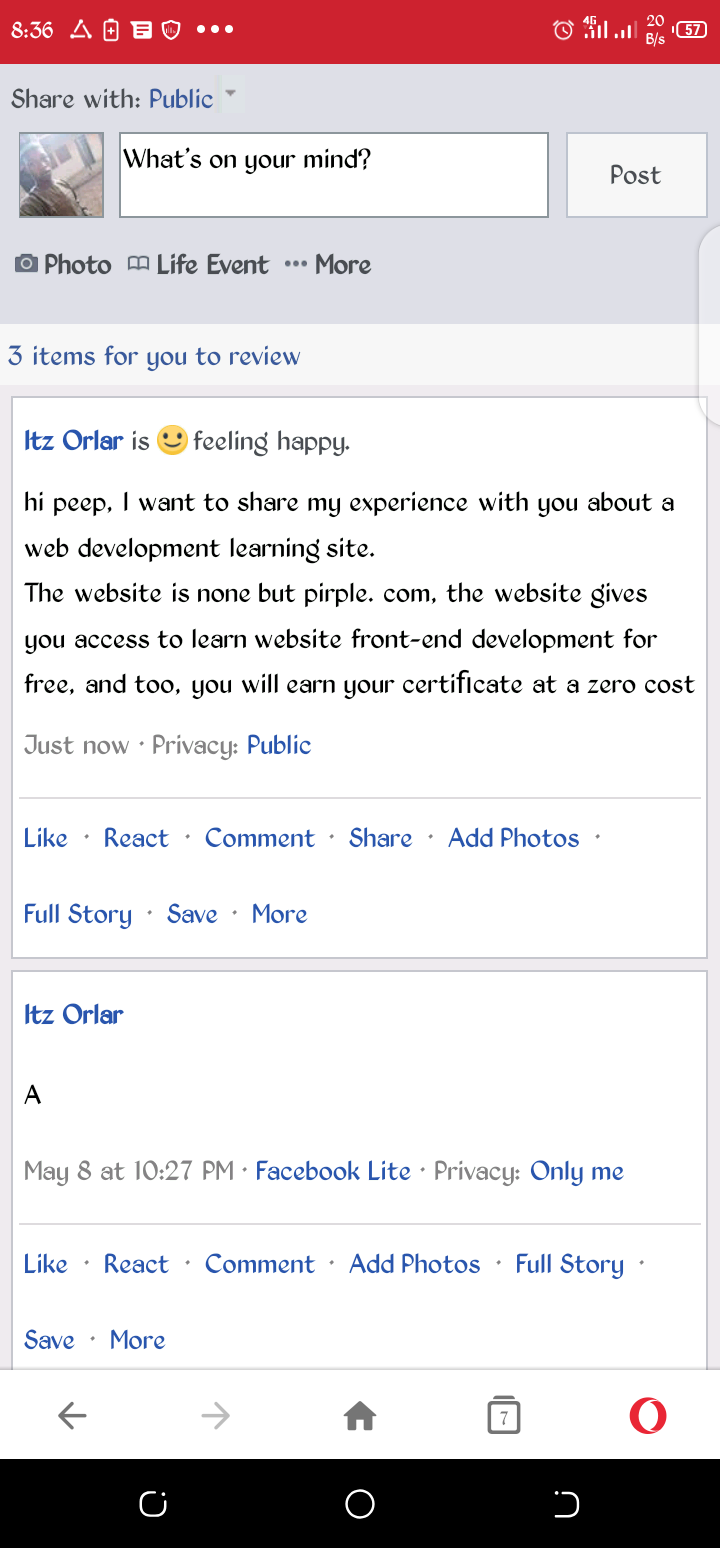 8:36 4G 20 B/s 57
Share with: Public
What's on your mind? Post
Photo Life Event ••• More
3 items for you to review
Itz Orlar is 🙂 feeling happy.
hi peep, I want to share my experience with you about a
web development learning site.
The website is none but pirple. com, the website gives
you access to learn website front-end development for
free, and too, you will earn your certificate at a zero cost
Just now · Privacy: Public
Like · React · Comment · Share · Add Photos ·
Full Story · Save · More
Itz Orlar
A
May 8 at 10:27 PM · Facebook Lite · Privacy: Only me
Like · React · Comment · Add Photos · Full Story ·
Save · More
7